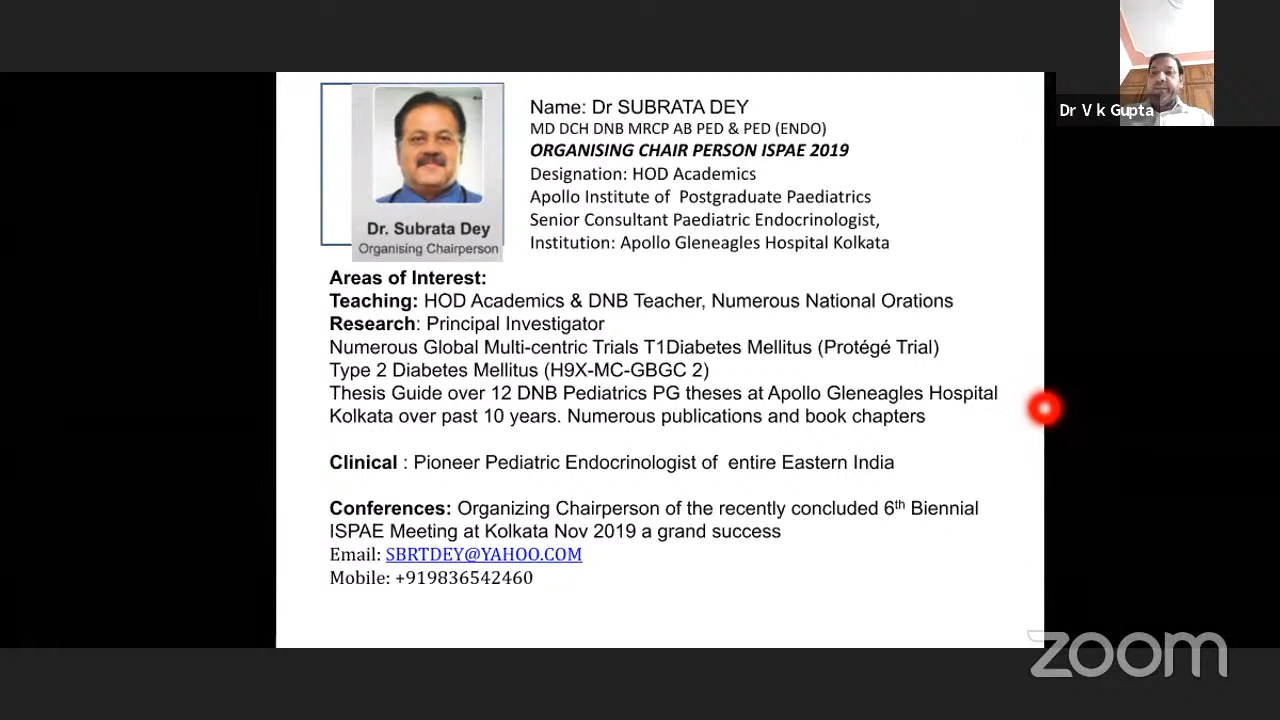 Dr V k Gupta
Dr. Subrata Dey
Organising Chairperson
Name: Dr SUBRATA DEY
MD DCH DNB MRCP AB PED & PED (ENDO)
ORGANISING CHAIR PERSON ISPAE 2019
Designation: HOD Academics
Apollo Institute of Postgraduate Paediatrics
Senior Consultant Paediatric Endocrinologist,
Institution: Apollo Gleneagles Hospital Kolkata
Areas of Interest:
Teaching: HOD Academics & DNB Teacher, Numerous National Orations
Research: Principal Investigator
Numerous Global Multi-centric Trials T1Diabetes Mellitus (Protégé Trial)
Type 2 Diabetes Mellitus (H9X-MC-GBGC 2)
Thesis Guide over 12 DNB Pediatrics PG theses at Apollo Gleneagles Hospital
Kolkata over past 10 years. Numerous publications and book chapters
Clinical : Pioneer Pediatric Endocrinologist of entire Eastern India
Conferences: Organizing Chairperson of the recently concluded 6th Biennial
ISPAE Meeting at Kolkata Nov 2019 a grand success
Email: SBRTDEY@YAHOO.COM
Mobile: +919836542460
zoom